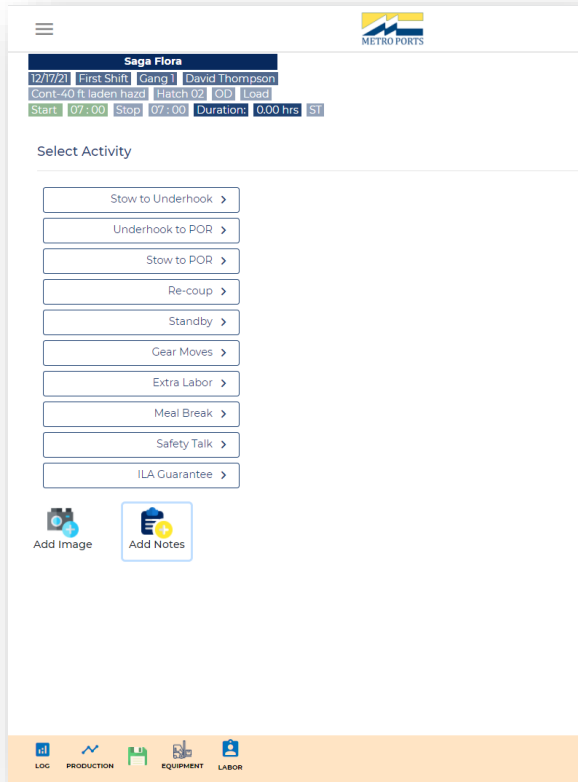 METRO PORTS
Saga Flora
12/17/21 First Shift Gang 1 David Thompson
Cont-40 ft laden hazd Hatch 02 OD Load
Start 07 : 00 Stop 07 : 00 Duration: 0.00 hrs ST
Select Activity
Stow to Underhook >
Underhook to POR >
Stow to POR >
Re-coup >
Standby >
Gear Moves >
Extra Labor >
Meal Break >
Safety Talk >
ILA Guarantee >
Add Image Add Notes
LOG PRODUCTION EQUIPMENT LABOR